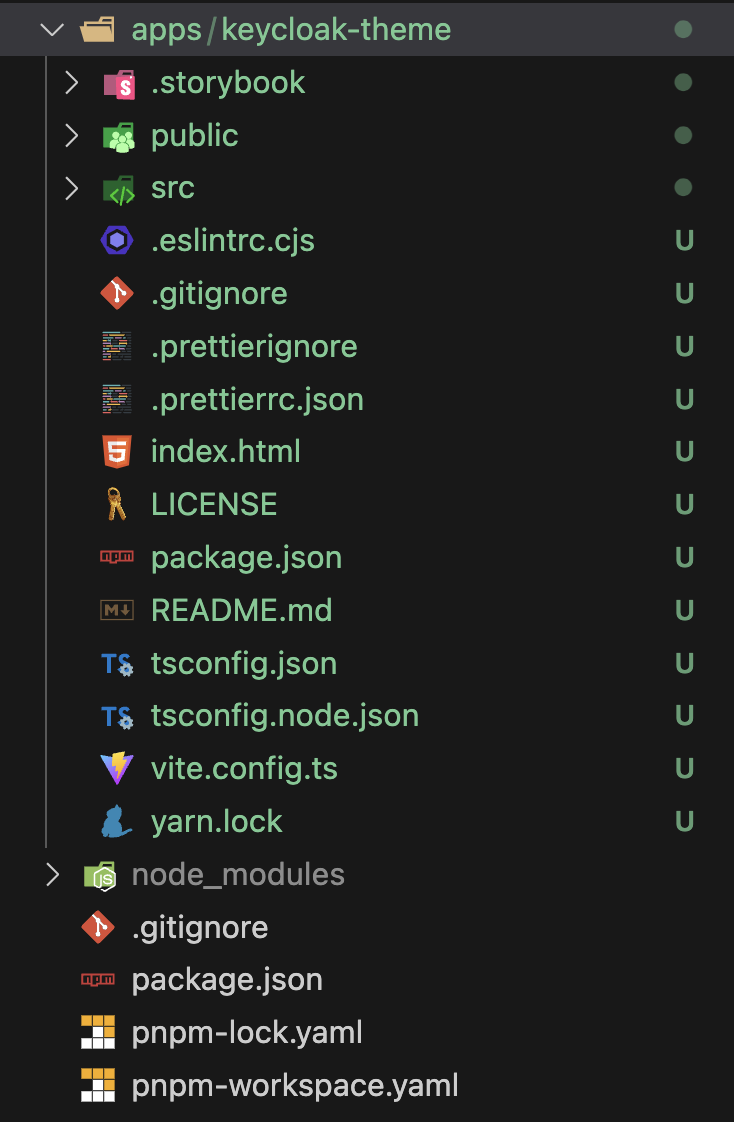 apps/keycloak-theme
.storybook
public
src
.eslintrc.cjs U
.gitignore U
.prettierignore U
.prettierrc.json U
index.html U
LICENSE U
package.json U
README.md U
tsconfig.json U
tsconfig.node.json U
vite.config.ts U
yarn.lock U
node_modules
.gitignore
package.json
pnpm-lock.yaml
pnpm-workspace.yaml